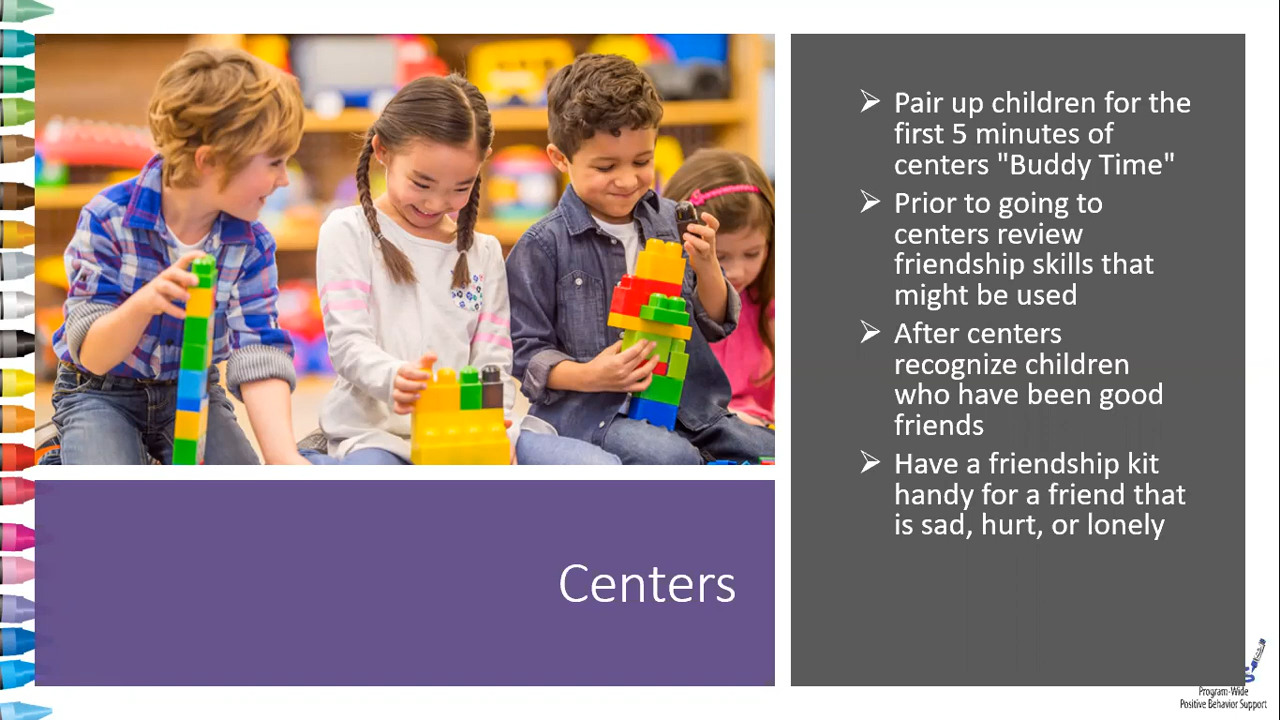 Pair up children for the
first 5 minutes of
centers "Buddy Time"
Prior to going to
centers review
friendship skills that
might be used
After centers
recognize children
who have been good
friends
Have a friendship kit
handy for a friend that
is sad, hurt, or lonely
Centers
Program-Wide
Positive Behavior Support